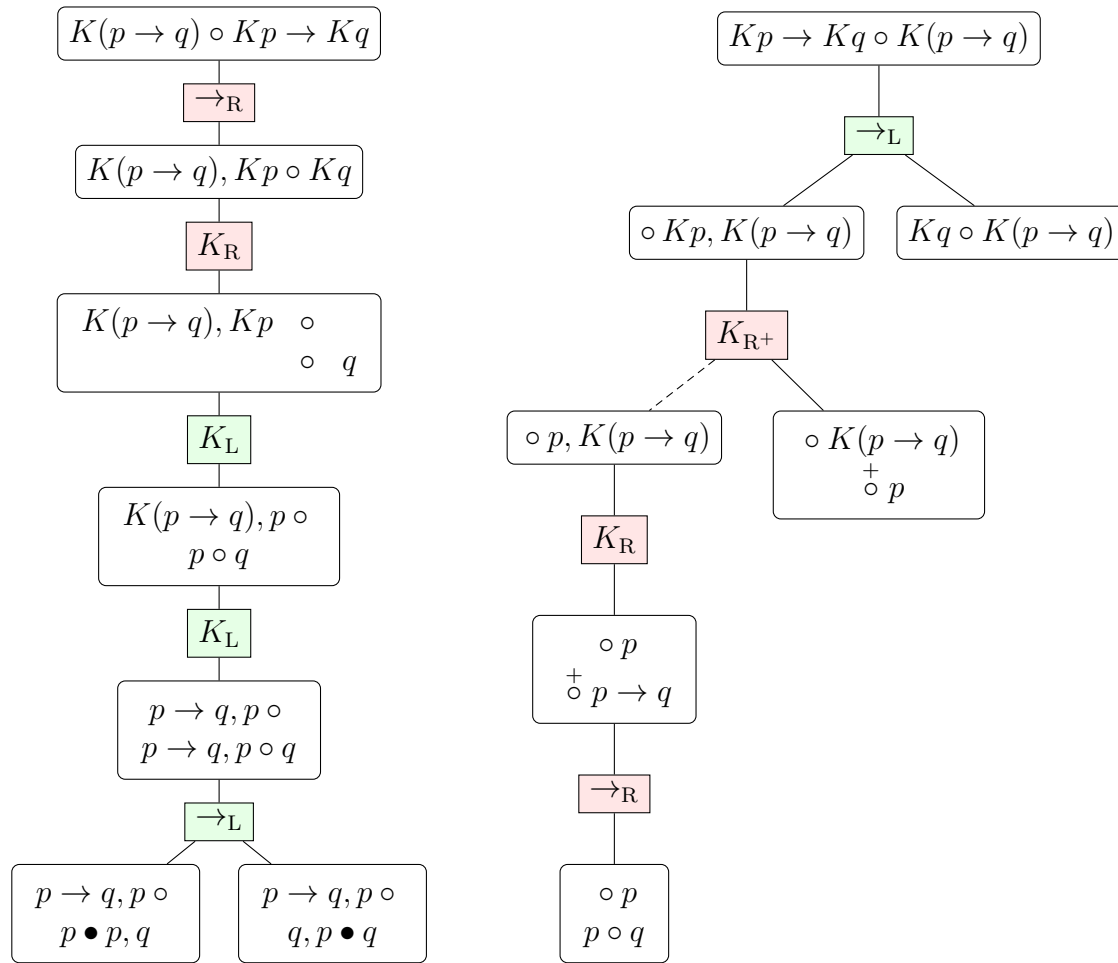 K(p → q) ∘ Kp → Kq
→R
K(p → q), Kp ∘ Kq
KR
K(p → q), Kp ∘
∘ q
KL
K(p → q), p ∘
p ∘ q
KL
p → q, p ∘
p → q, p ∘ q
→L
p → q, p ∘
p • p, q
p → q, p ∘
q, p • q
Kp → Kq ∘ K(p → q)
→L
∘ Kp, K(p → q)
Kq ∘ K(p → q)
KR+
∘ p, K(p → q)
∘ K(p → q)
+
∘ p
KR
∘ p
+
∘ p → q
→R
∘ p
p ∘ q